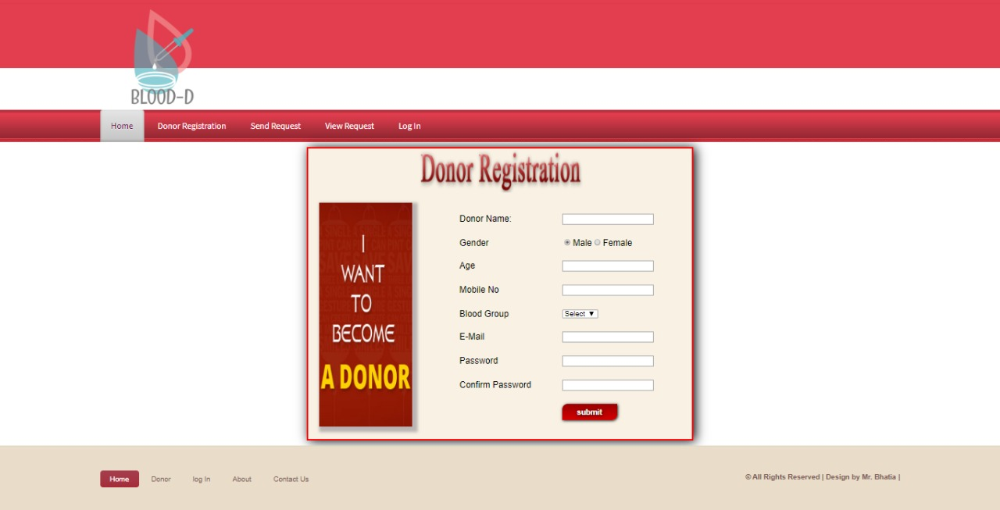 BLOOD-D
Home Donor Registration Send Request View Request Log In
Donor Registration
I
WANT
TO
BECOME
A DONOR
Donor Name:
Gender Male Female
Age
Mobile No
Blood Group Select ▼
E-Mail
Password
Confirm Password
submit
Home Donor log In About Contact Us
© All Rights Reserved | Design by Mr. Bhatia |